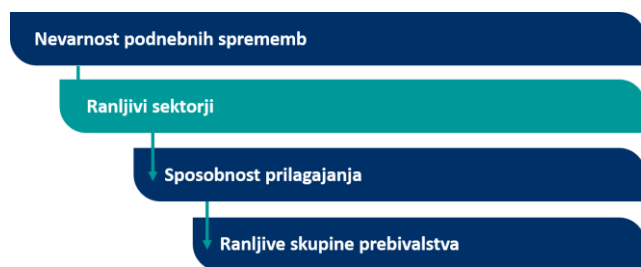 Nevarnost podnebnih sprememb
Ranljivi sektorji
Sposobnost prilagajanja
Ranljive skupine prebivalstva